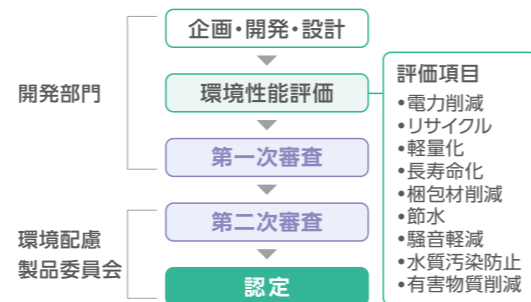 企画・開発・設計
開発部門
環境性能評価
第一次審査
環境配慮
製品委員会
第二次審査
認定
評価項目
•電力削減
•リサイクル
•軽量化
•長寿命化
•梱包材削減
•節水
•騒音軽減
•水質汚染防止
•有害物質削減